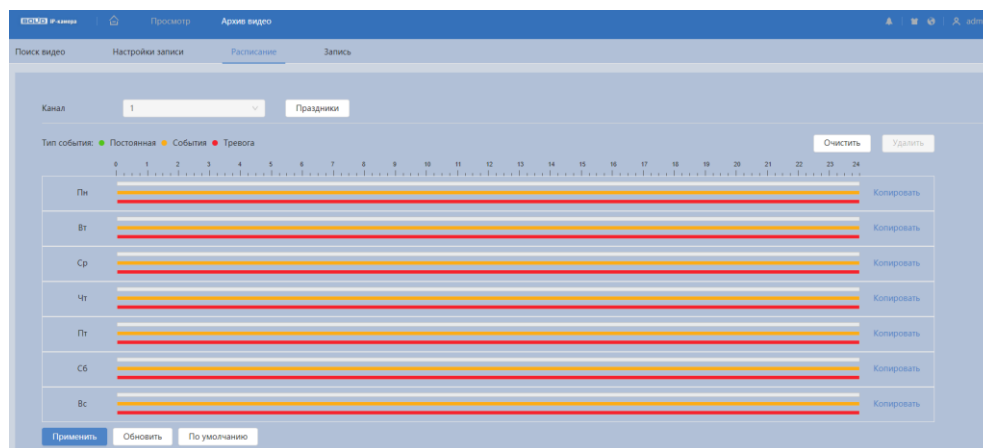 BOLID IP-камера Просмотр Архив видео adm
Поиск видео Настройки записи Расписание Запись
Канал 1 Праздники
Тип события: Постоянная События Тревога Очистить Удалить
0 1 2 3 4 5 6 7 8 9 10 11 12 13 14 15 16 17 18 19 20 21 22 23 24
Пн Копировать
Вт Копировать
Ср Копировать
Чт Копировать
Пт Копировать
Сб Копировать
Вс Копировать
Применить Обновить По умолчанию